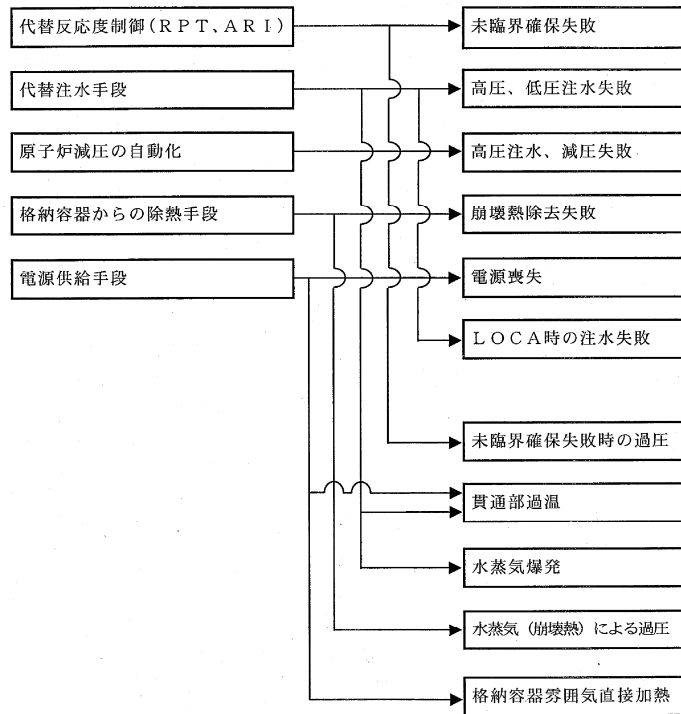 代替反応度制御(ＲＰＴ、ＡＲＩ)
代替注水手段
原子炉減圧の自動化
格納容器からの除熱手段
電源供給手段
未臨界確保失敗
高圧、低圧注水失敗
高圧注水、減圧失敗
崩壊熱除去失敗
電源喪失
ＬＯＣＡ時の注水失敗
未臨界確保失敗時の過圧
貫通部過温
水蒸気爆発
水蒸気（崩壊熱）による過圧
格納容器雰囲気直接加熱